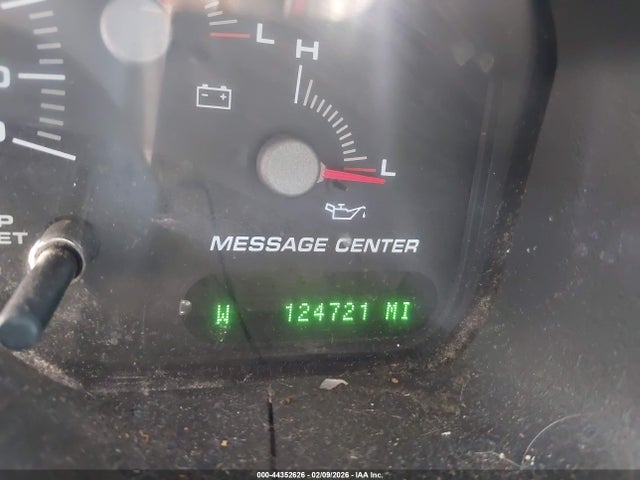 L
H
L
MESSAGE CENTER
W 124721 MI
000-44352626 - 02/09/2026 - IAA Inc.